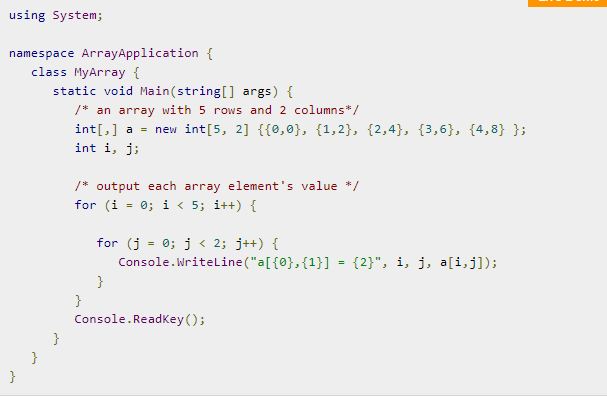 using System;
namespace ArrayApplication {
class MyArray {
static void Main(string[] args) {
/* an array with 5 rows and 2 columns*/
int[,] a = new int[5, 2] {{0,0}, {1,2}, {2,4}, {3,6}, {4,8} };
int i, j;
/* output each array element's value */
for (i = 0; i < 5; i++) {
for (j = 0; j < 2; j++) {
Console.WriteLine("a[{0},{1}] = {2}", i, j, a[i,j]);
}
}
Console.ReadKey();
}
}
}